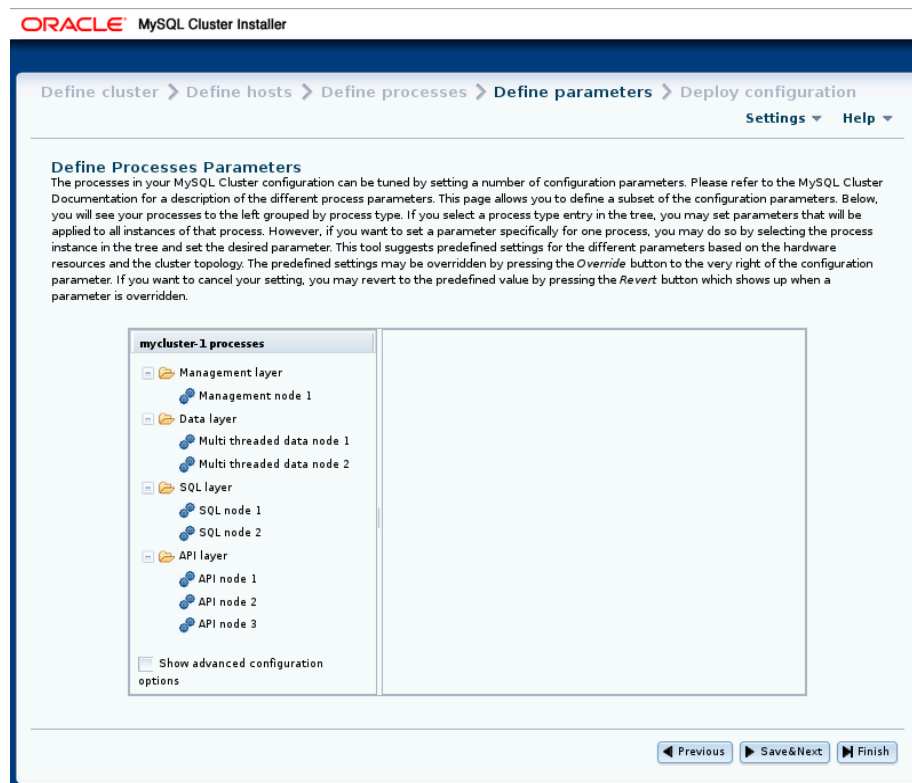 ORACLE® MySQL Cluster Installer
Define cluster > Define hosts > Define processes > Define parameters > Deploy configuration
Settings Help
Define Processes Parameters
The processes in your MySQL Cluster configuration can be tuned by setting a number of configuration parameters. Please refer to the MySQL Cluster
Documentation for a description of the different process parameters. This page allows you to define a subset of the configuration parameters. Below,
you will see your processes to the left grouped by process type. If you select a process type entry in the tree, you may set parameters that will be
applied to all instances of that process. However, if you want to set a parameter specifically for one process, you may do so by selecting the process
instance in the tree and set the desired parameter. This tool suggests predefined settings for the different parameters based on the hardware
resources and the cluster topology. The predefined settings may be overridden by pressing the Override button to the very right of the configuration
parameter. If you want to cancel your setting, you may revert to the predefined value by pressing the Revert button which shows up when a
parameter is overridden.
mycluster-1 processes
Management layer
Management node 1
Data layer
Multi threaded data node 1
Multi threaded data node 2
SQL layer
SQL node 1
SQL node 2
API layer
API node 1
API node 2
API node 3
Show advanced configuration
options
Previous Save&Next Finish